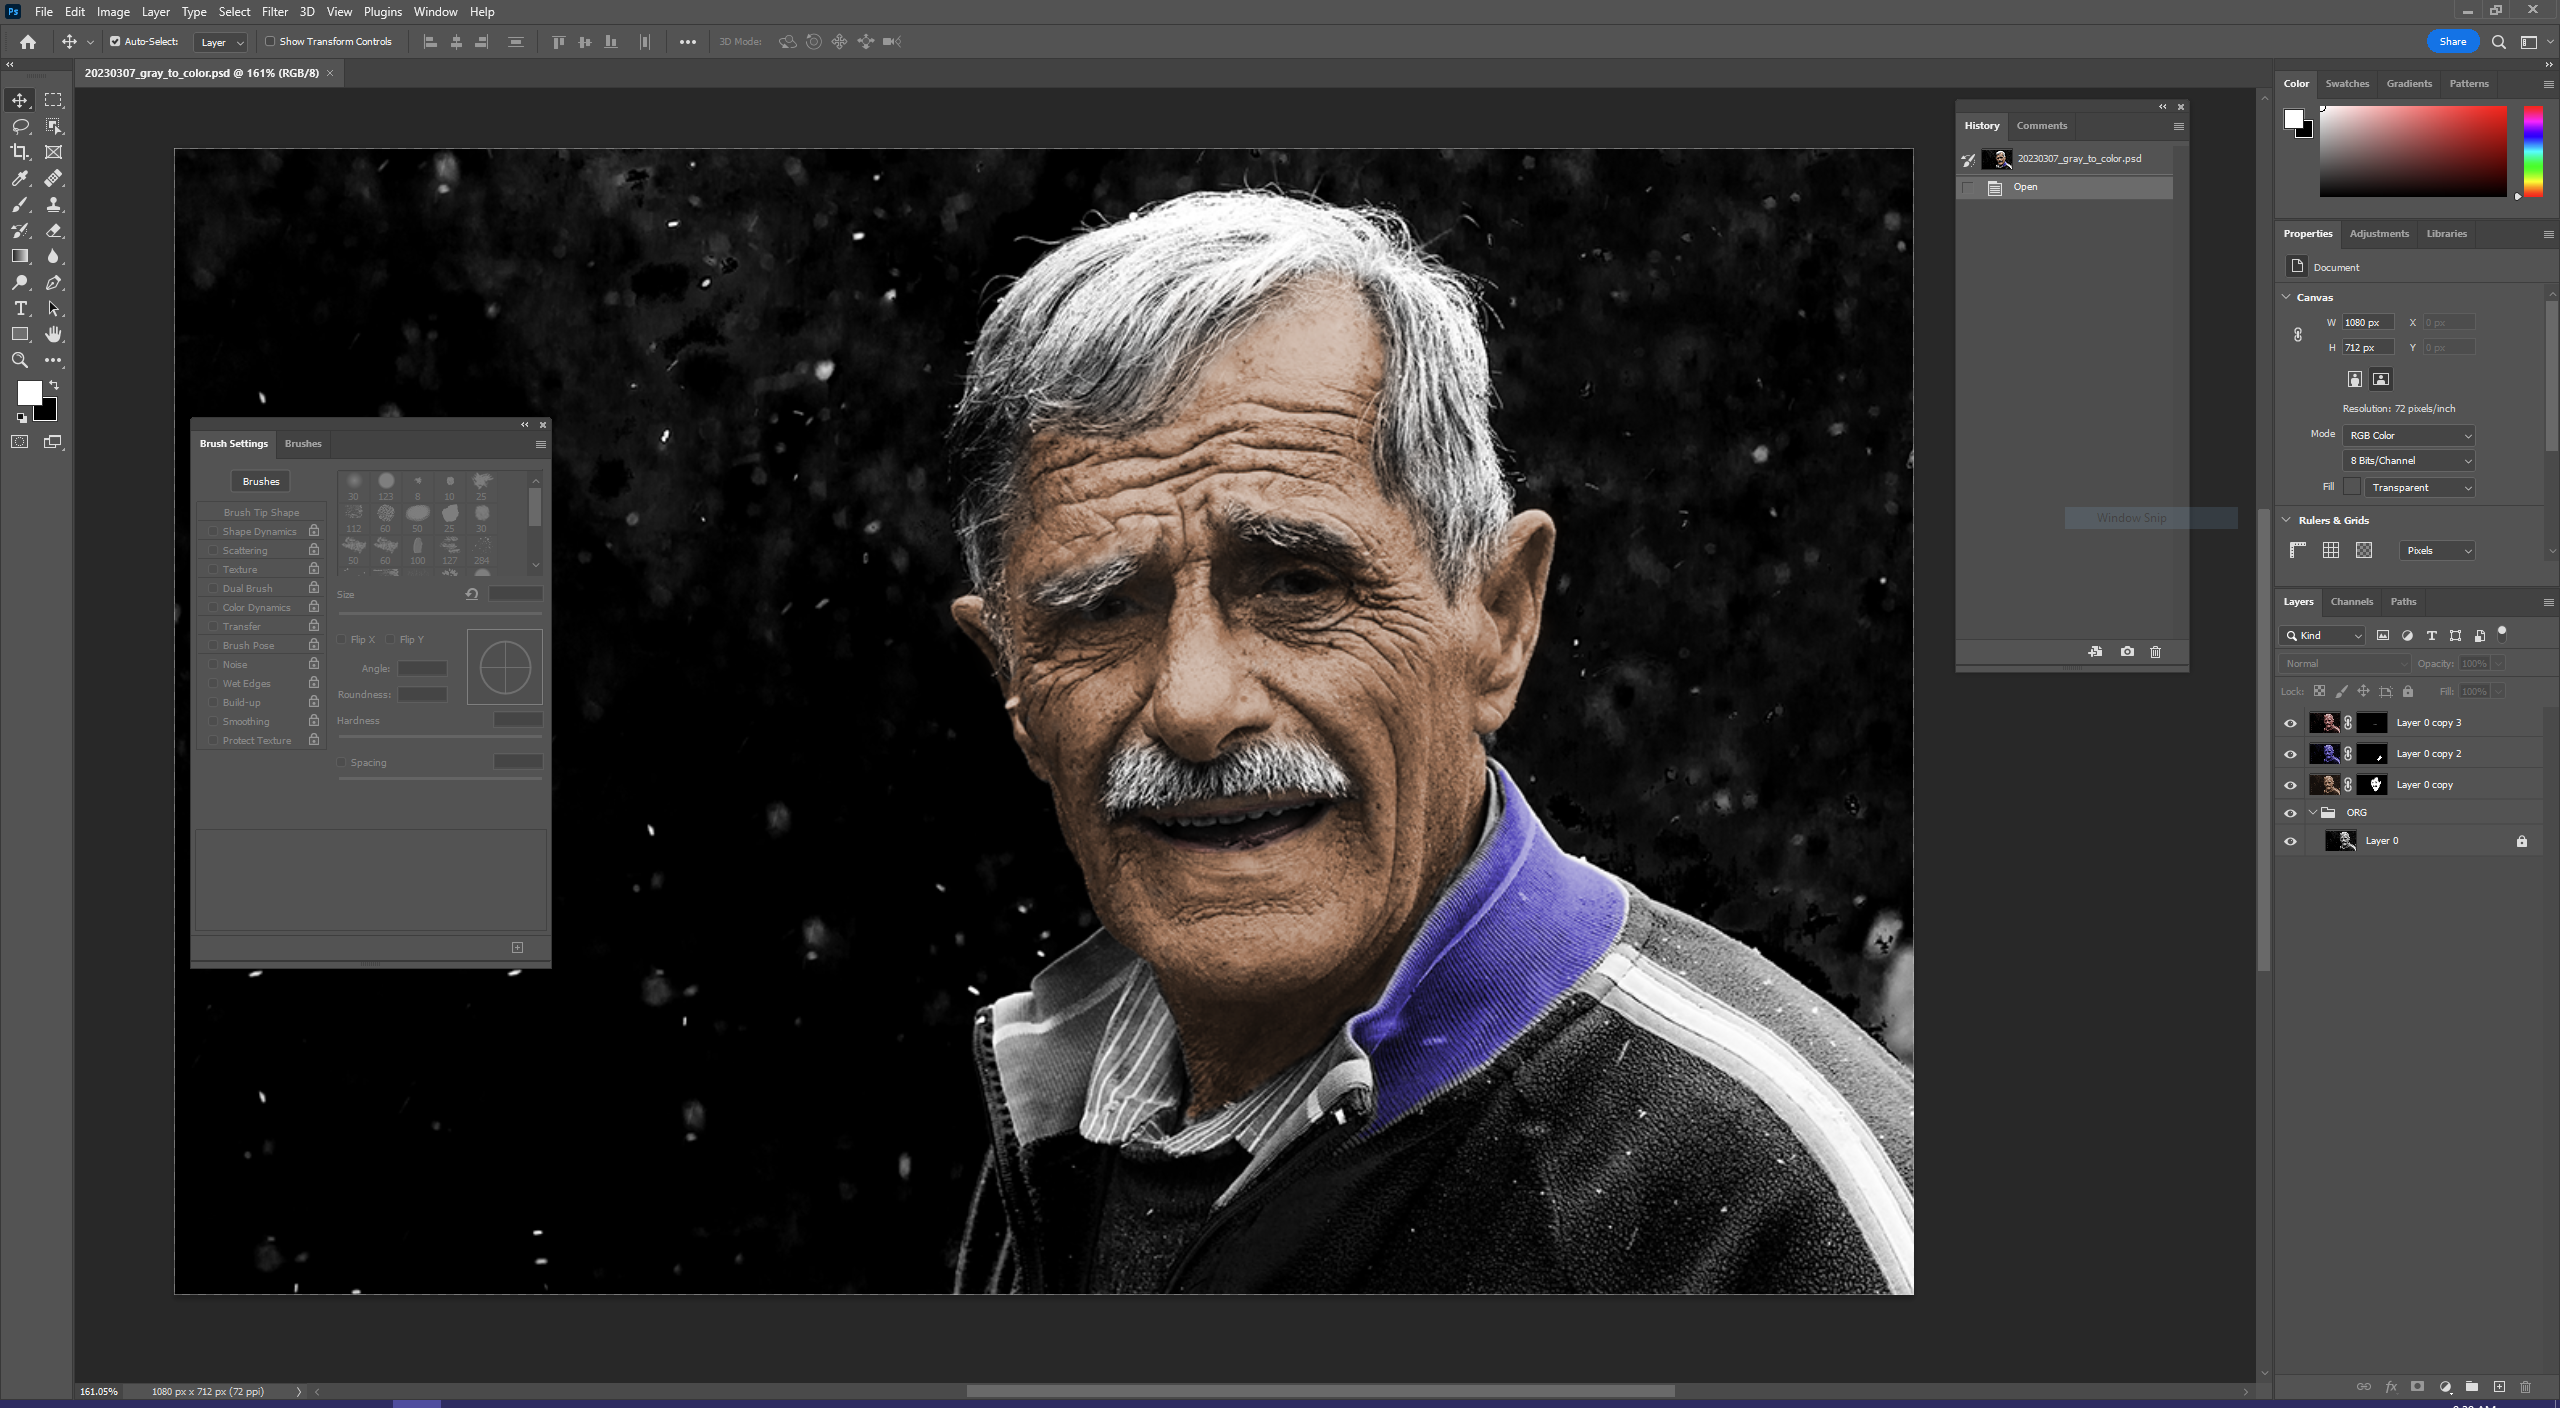 Ps File Edit Image Layer Type Select Filter 3D View Plugins Window Help
Auto-Select: Layer Show Transform Controls 3D Mode: Share
20230307_gray_to_color.psd @ 161% (RGB/8)
Brush Settings Brushes
Brushes
30 123 8 10 25
Brush Tip Shape
112 60 50 25 30
Shape Dynamics
Scattering
50 60 100 127 284
Texture
Dual Brush
Size
Color Dynamics
Transfer
Flip X Flip Y
Brush Pose
Noise
Angle:
Wet Edges
Roundness:
Build-up
Smoothing
Hardness
Protect Texture
Spacing
History Comments
20230307_gray_to_color.psd
Open
Window Snip
Color Swatches Gradients Patterns
Properties Adjustments Libraries
Document
Canvas
W 1080 px X 0 px
H 712 px Y 0 px
Resolution: 72 pixels/inch
Mode RGB Color
8 Bits/Channel
Fill Transparent
Rulers & Grids
Pixels
Layers Channels Paths
Kind T
Normal Opacity: 100%
Lock: Fill: 100%
Layer 0 copy 3
Layer 0 copy 2
Layer 0 copy
ORG
Layer 0
fx
161.05% 1080 px x 712 px (72 ppi)